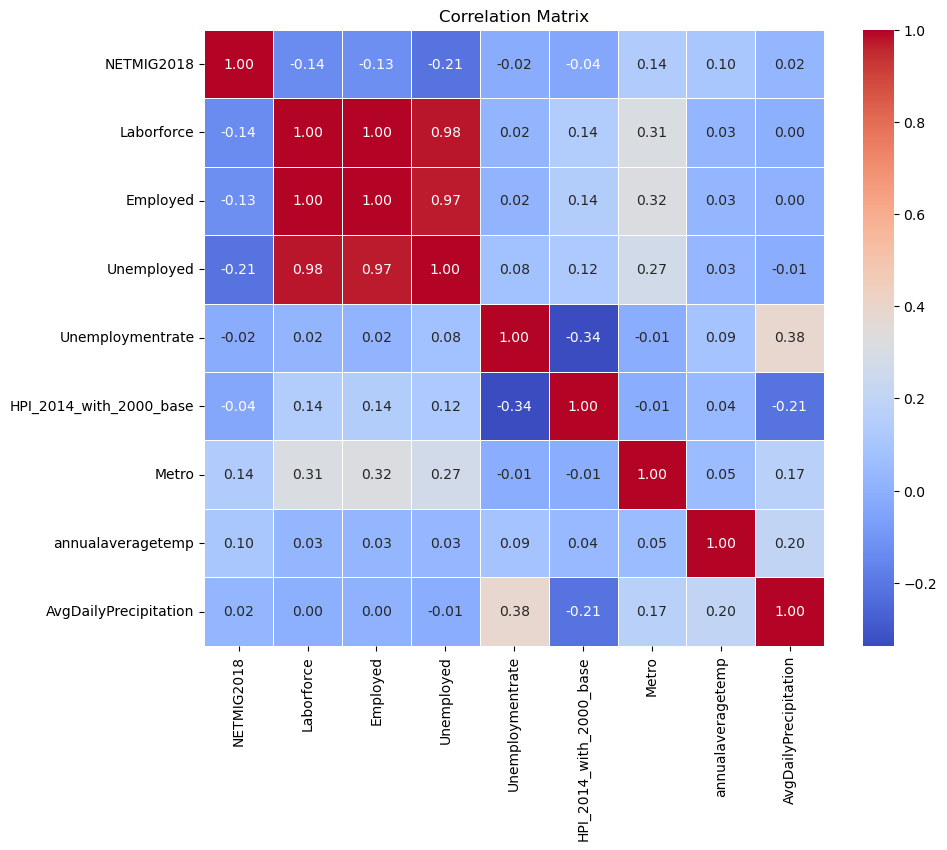 Correlation Matrix
NETMIG2018 1.00 -0.14 -0.13 -0.21 -0.02 -0.04 0.14 0.10 0.02
Laborforce -0.14 1.00 1.00 0.98 0.02 0.14 0.31 0.03 0.00
Employed -0.13 1.00 1.00 0.97 0.02 0.14 0.32 0.03 0.00
Unemployed -0.21 0.98 0.97 1.00 0.08 0.12 0.27 0.03 -0.01
Unemploymentrate -0.02 0.02 0.02 0.08 1.00 -0.34 -0.01 0.09 0.38
HPI_2014_with_2000_base -0.04 0.14 0.14 0.12 -0.34 1.00 -0.01 0.04 -0.21
Metro 0.14 0.31 0.32 0.27 -0.01 -0.01 1.00 0.05 0.17
annualaveragetemp 0.10 0.03 0.03 0.03 0.09 0.04 0.05 1.00 0.20
AvgDailyPrecipitation 0.02 0.00 0.00 -0.01 0.38 -0.21 0.17 0.20 1.00
NETMIG2018
Laborforce
Employed
Unemployed
Unemploymentrate
HPI_2014_with_2000_base
Metro
annualaveragetemp
AvgDailyPrecipitation
1.0
0.8
0.6
0.4
0.2
0.0
−0.2